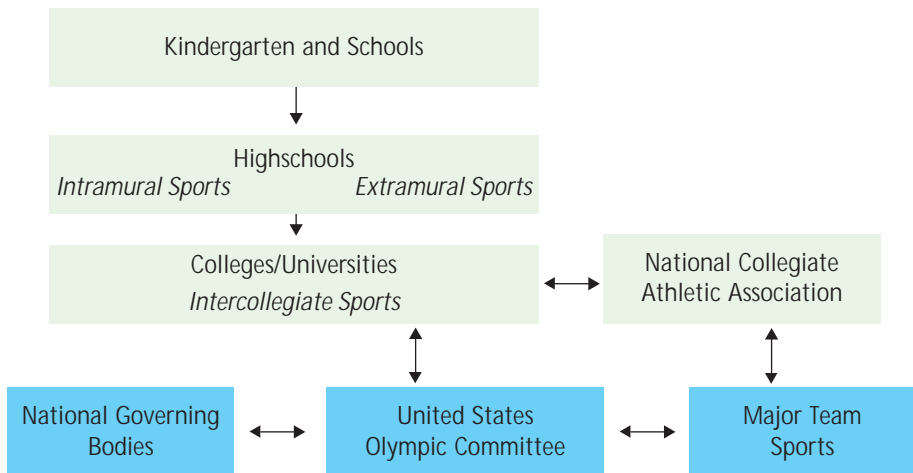 Kindergarten and Schools
Highschools
Intramural Sports Extramural Sports
Colleges/Universities
Intercollegiate Sports
National Collegiate
Athletic Association
National Governing
Bodies
United States
Olympic Committee
Major Team
Sports